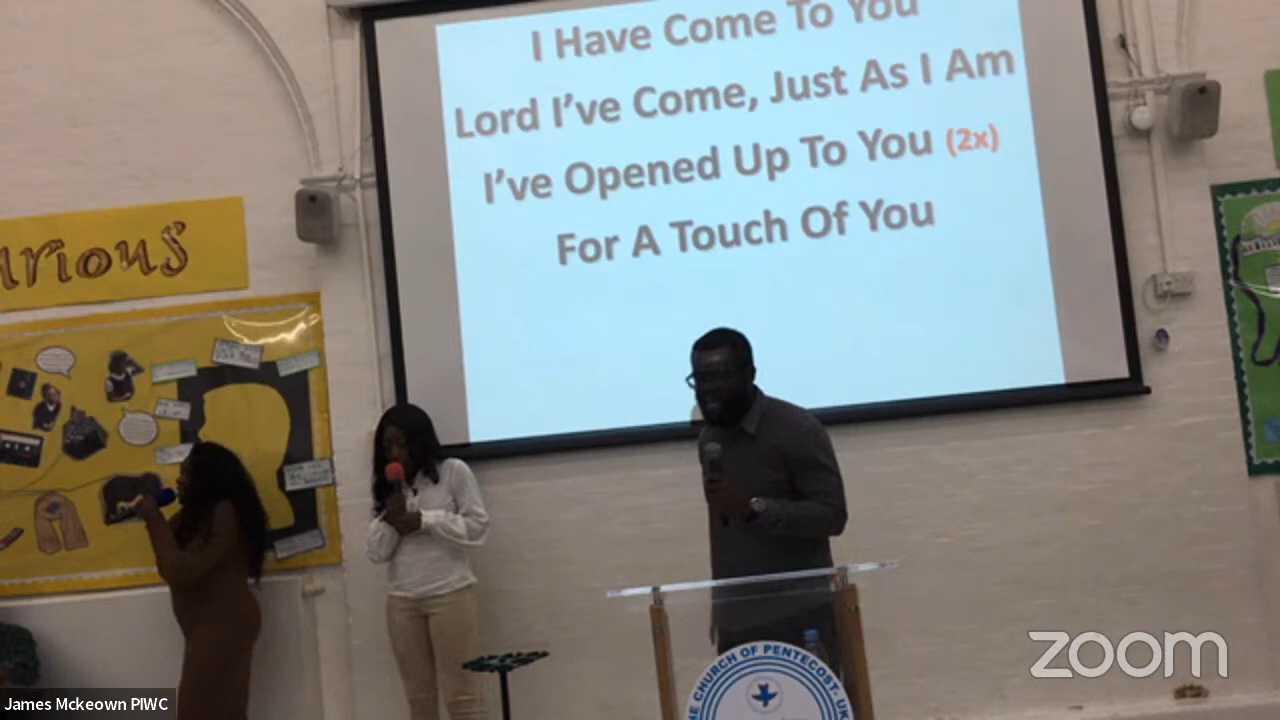 I Have Come To You
Lord I’ve Come, Just As I Am
I’ve Opened Up To You (2x)
For A Touch Of You
THE CHURCH OF PENTECOST, UK
zoom
James Mckeown PIWC